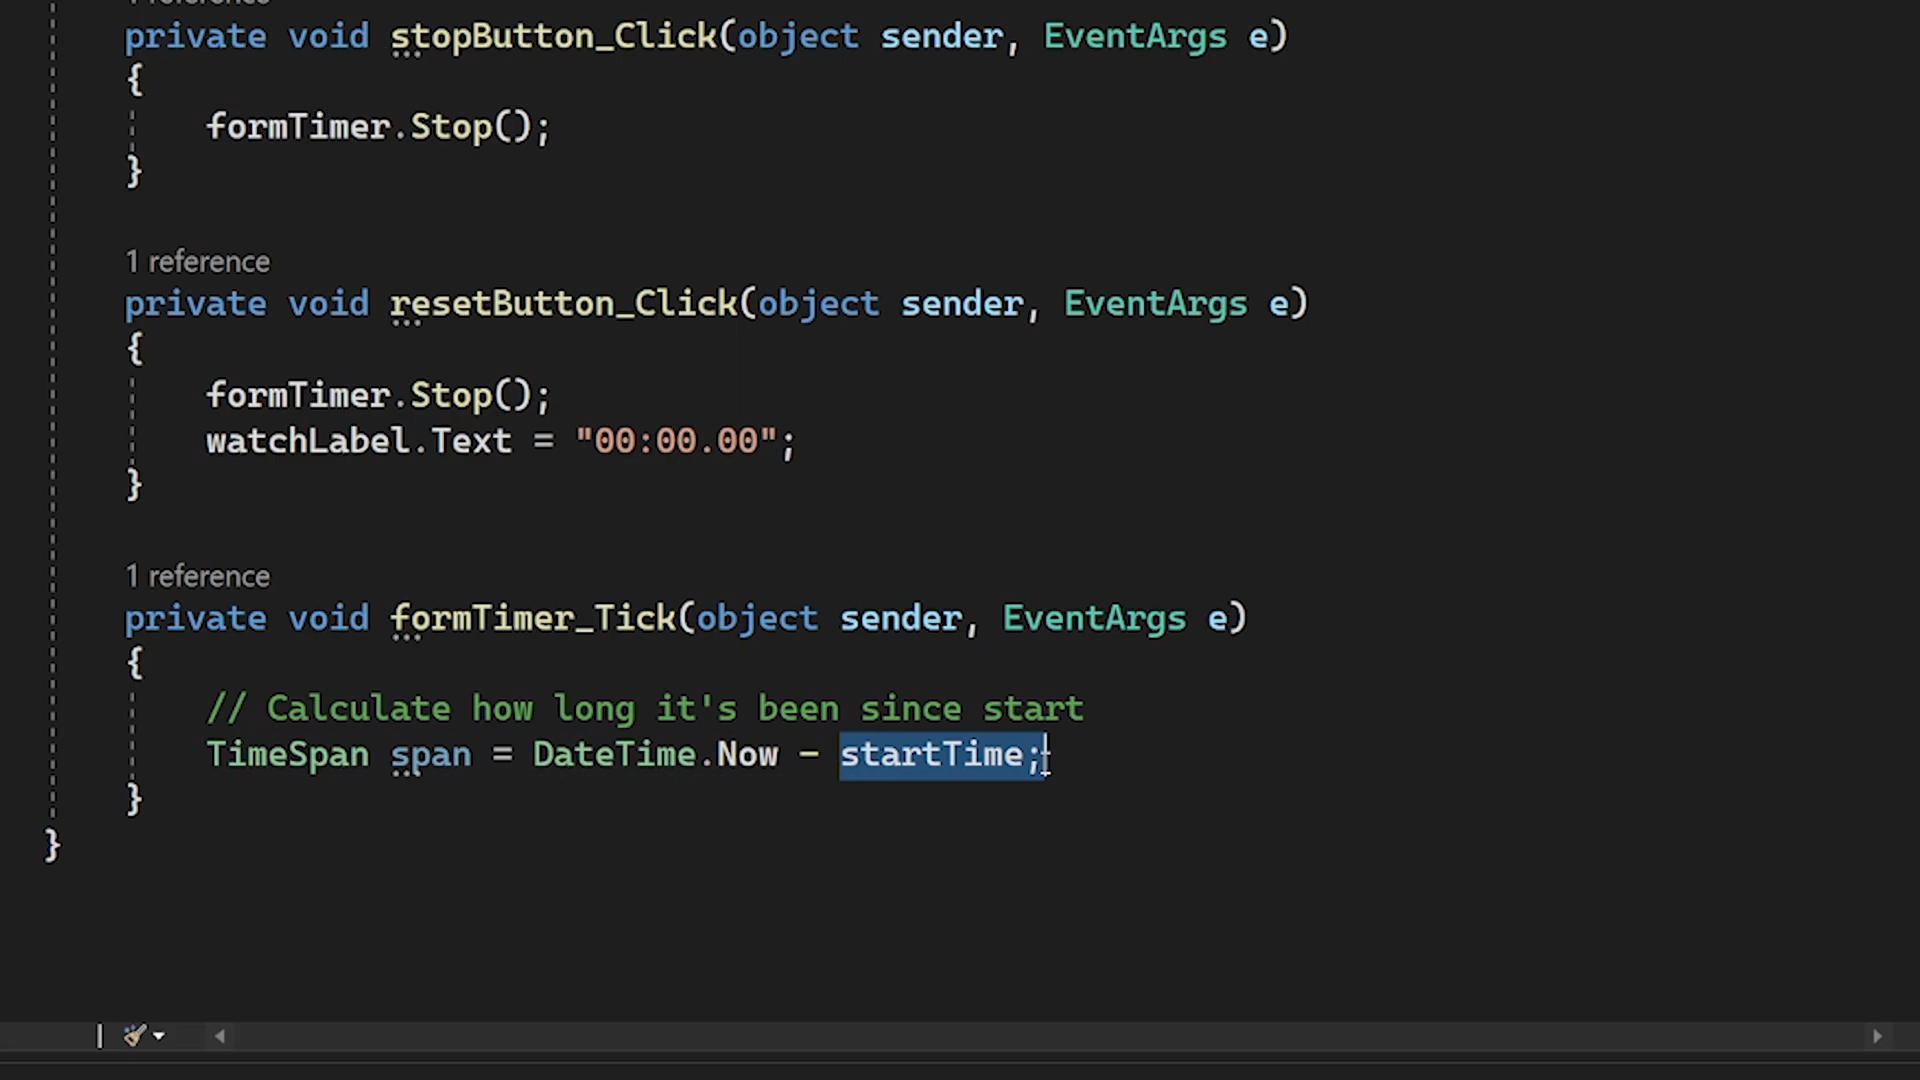 private void stopButton_Click(object sender, EventArgs e)
{
formTimer.Stop();
}
1 reference
private void resetButton_Click(object sender, EventArgs e)
{
formTimer.Stop();
watchLabel.Text = "00:00.00";
}
1 reference
private void formTimer_Tick(object sender, EventArgs e)
{
// Calculate how long it's been since start
TimeSpan span = DateTime.Now - startTime;
}
}